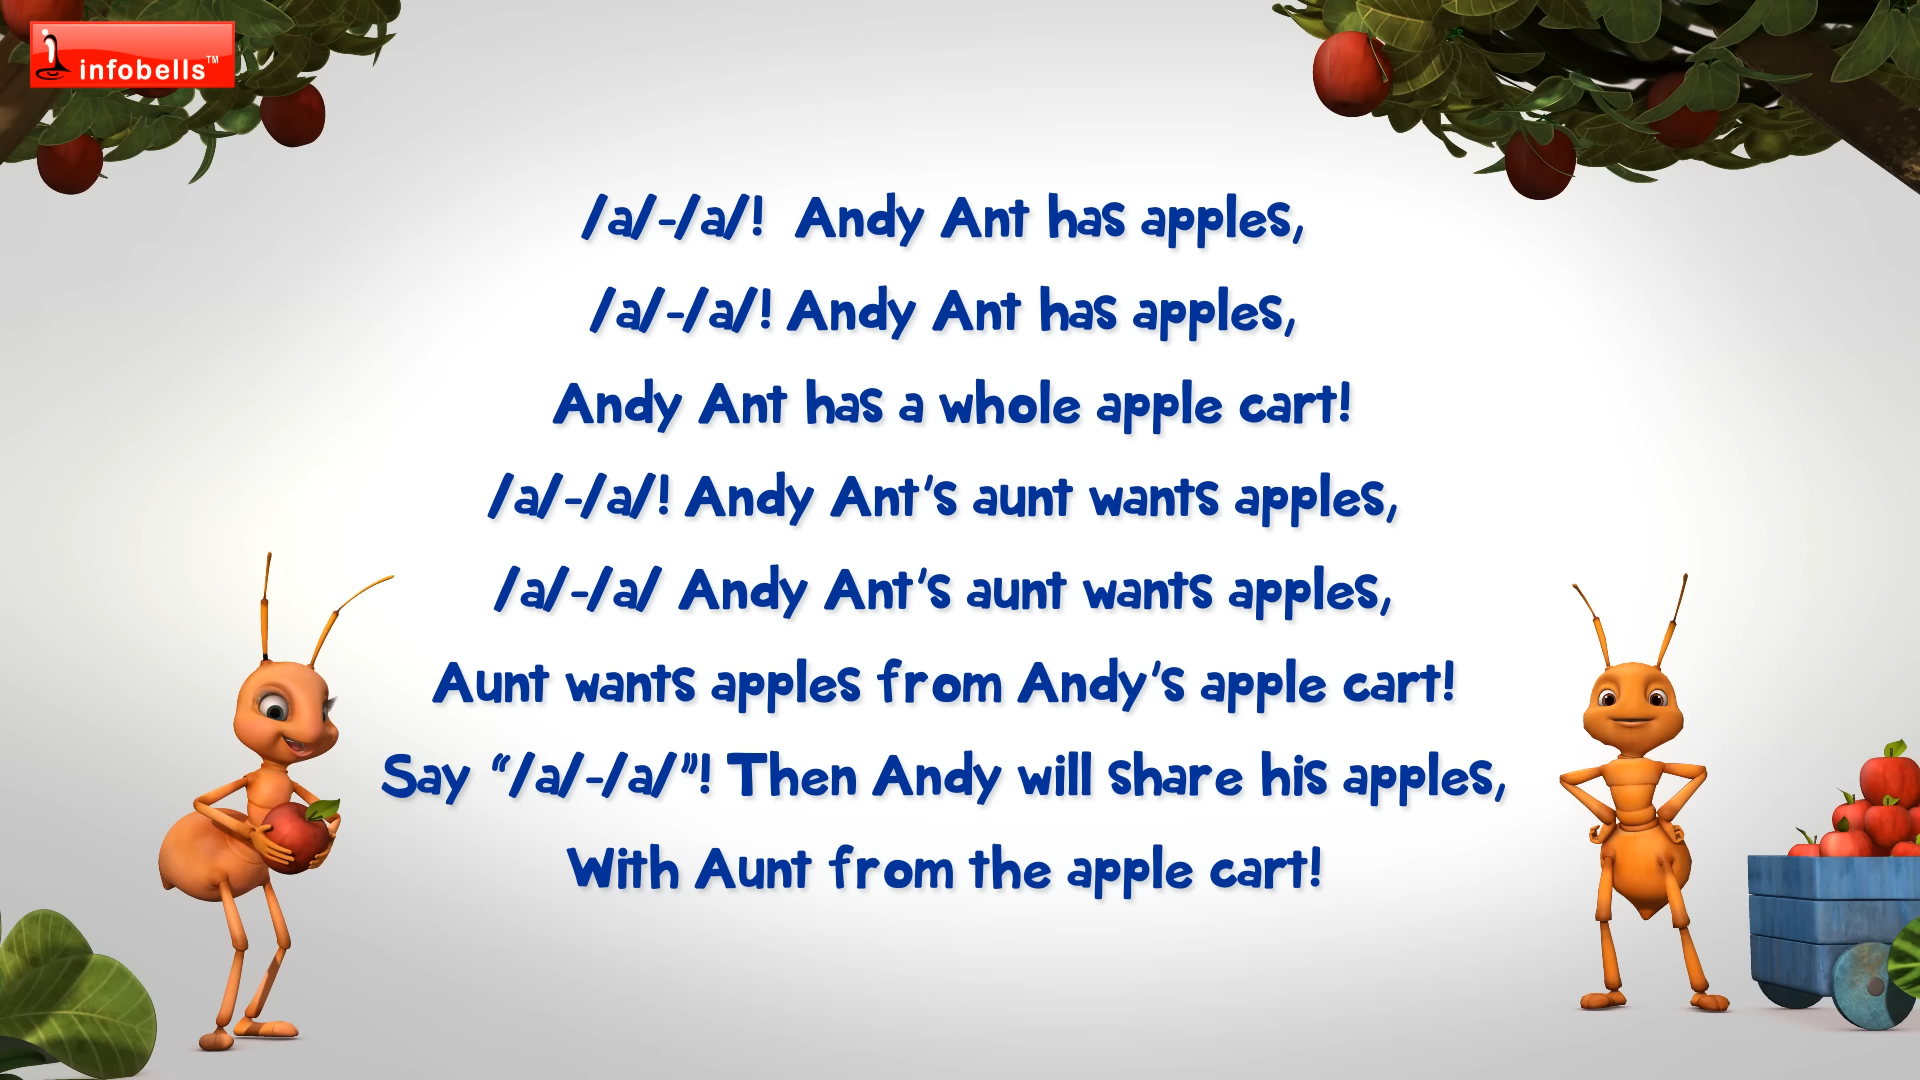 infobells™
/a/-/a/! Andy Ant has apples,
/a/-/a/! Andy Ant has apples,
Andy Ant has a whole apple cart!
/a/-/a/! Andy Ant's aunt wants apples,
/a/-/a/ Andy Ant's aunt wants apples,
Aunt wants apples from Andy's apple cart!
Say “/a/-/a/”! Then Andy will share his apples,
With Aunt from the apple cart!